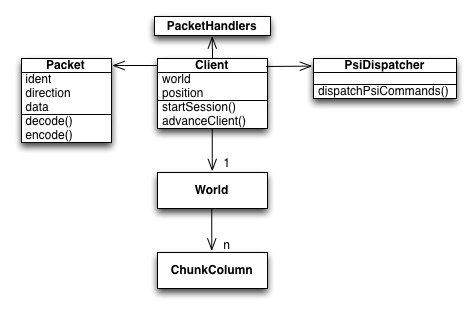 PacketHandlers
Packet
ident
direction
data
decode()
encode()
Client
world
position
startSession()
advanceClient()
PsiDispatcher
dispatchPsiCommands()
1
World
n
ChunkColumn